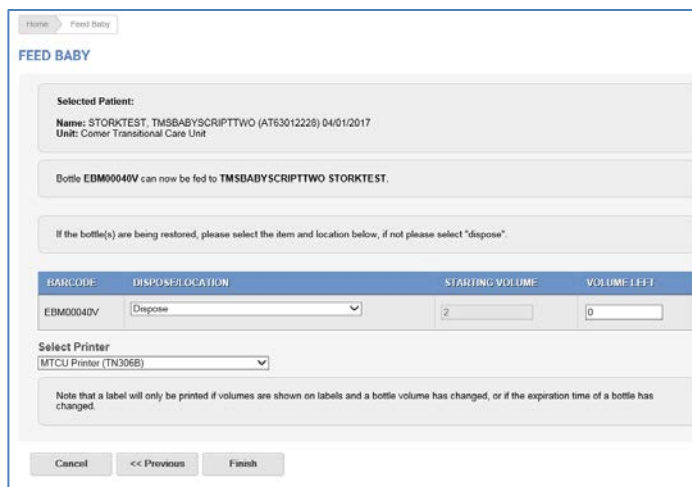 Home Feed Baby
FEED BABY
Selected Patient:
Name: STORKTEST, TMSBABYSCRIPTTWO (AT63012228) 04/01/2017
Unit: Comer Transitional Care Unit
Bottle EBM00040V can now be fed to TMSBABYSCRIPTTWO STORKTEST.
If the bottle(s) are being restored, please select the item and location below, if not please select "dispose".
BARCODE DISPOSE/LOCATION STARTING VOLUME VOLUME LEFT
EBM00040V Dispose 2 0
Select Printer
MTCU Printer (TN306B)
Note that a label will only be printed if volumes are shown on labels and a bottle volume has changed, or if the expiration time of a bottle has
changed.
Cancel << Previous Finish